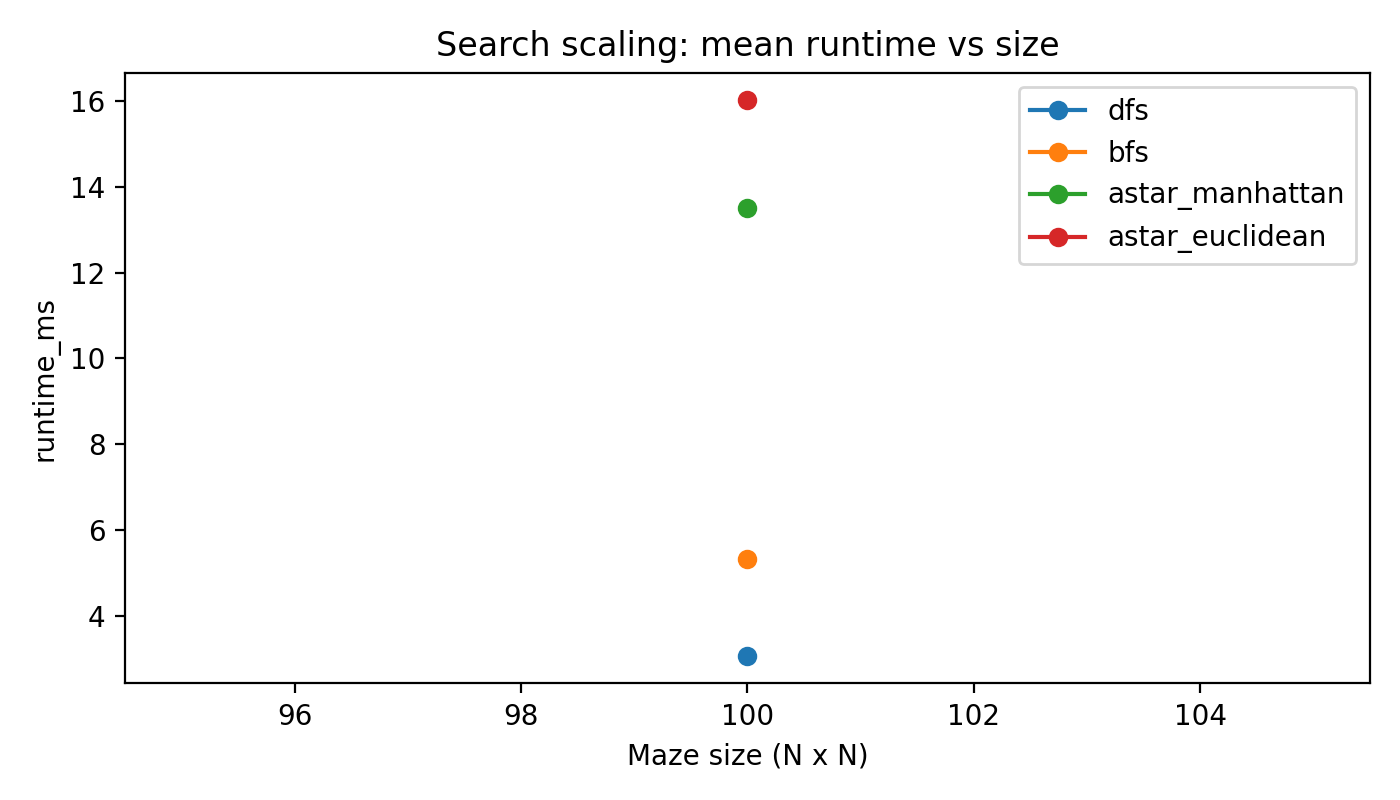 Search scaling: mean runtime vs size
dfs
bfs
astar_manhattan
astar_euclidean
runtime_ms
16
14
12
10
8
6
4
96 98 100 102 104
Maze size (N x N)